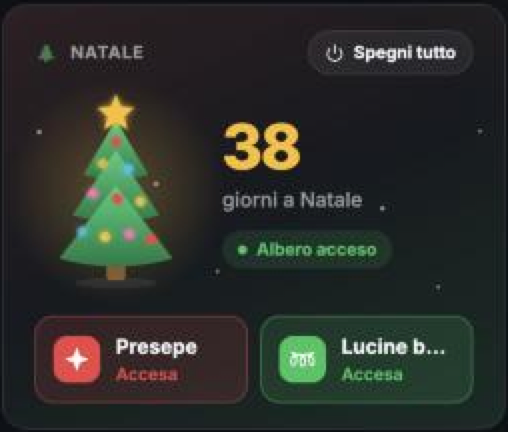 NATALE
Spegni tutto
38
giorni a Natale
Albero acceso
Presepe
Accesa
Lucine b...
Accesa